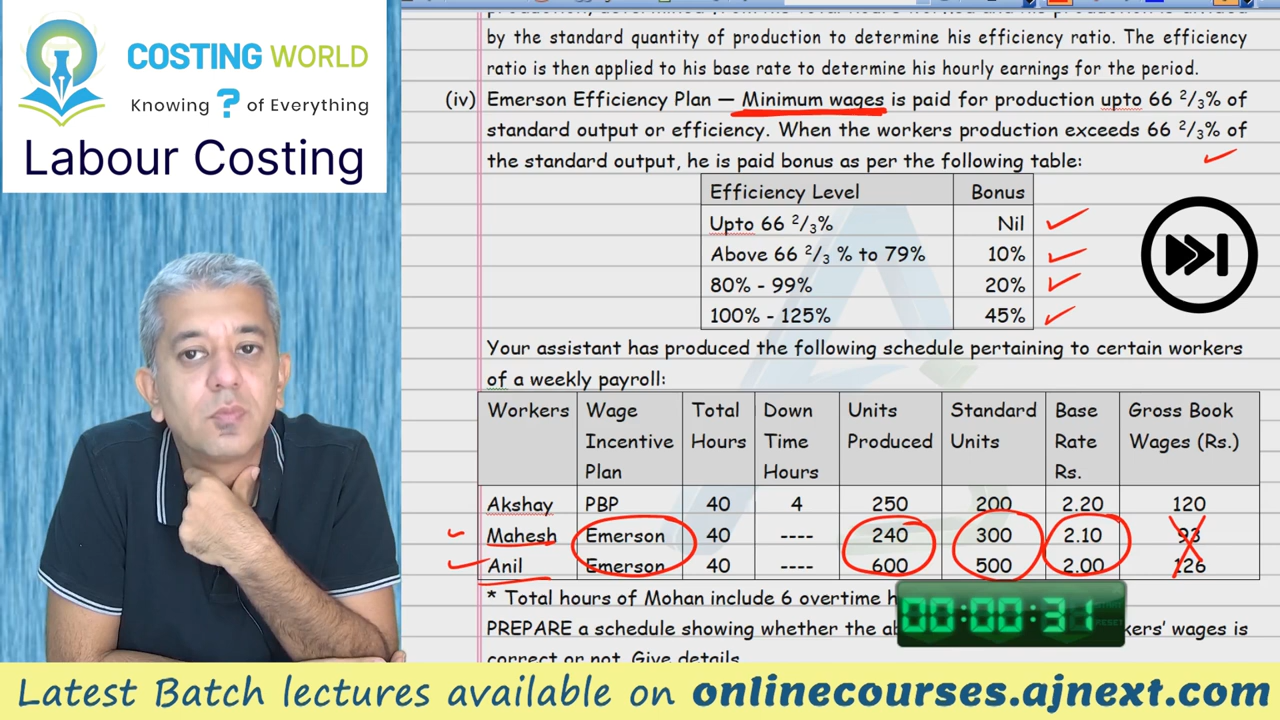 COSTING WORLD
Knowing ? of Everything
Labour Costing
by the standard quantity of production to determine his efficiency ratio. The efficiency
ratio is then applied to his base rate to determine his hourly earnings for the period.
(iv) Emerson Efficiency Plan — Minimum wages is paid for production upto 66 2/3% of
standard output or efficiency. When the workers production exceeds 66 2/3% of
the standard output, he is paid bonus as per the following table:
Efficiency Level Bonus
Upto 66 2/3% Nil
Above 66 2/3 % to 79% 10%
80% - 99% 20%
100% - 125% 45%
Your assistant has produced the following schedule pertaining to certain workers
of a weekly payroll:
Workers Wage Total Down Units Standard Base Gross Book
Incentive Hours Time Produced Units Rate Wages (Rs.)
Plan Hours Rs.
Akshay PBP 40 4 250 200 2.20 120
Mahesh Emerson 40 ---- 240 300 2.10 93
Anil Emerson 40 ---- 600 500 2.00 126
* Total hours of Mohan include 6 overtime
00:00:31
PREPARE a schedule showing whether the wages is
correct or not. Give details
Latest Batch lectures available on onlinecourses.ajnext.com